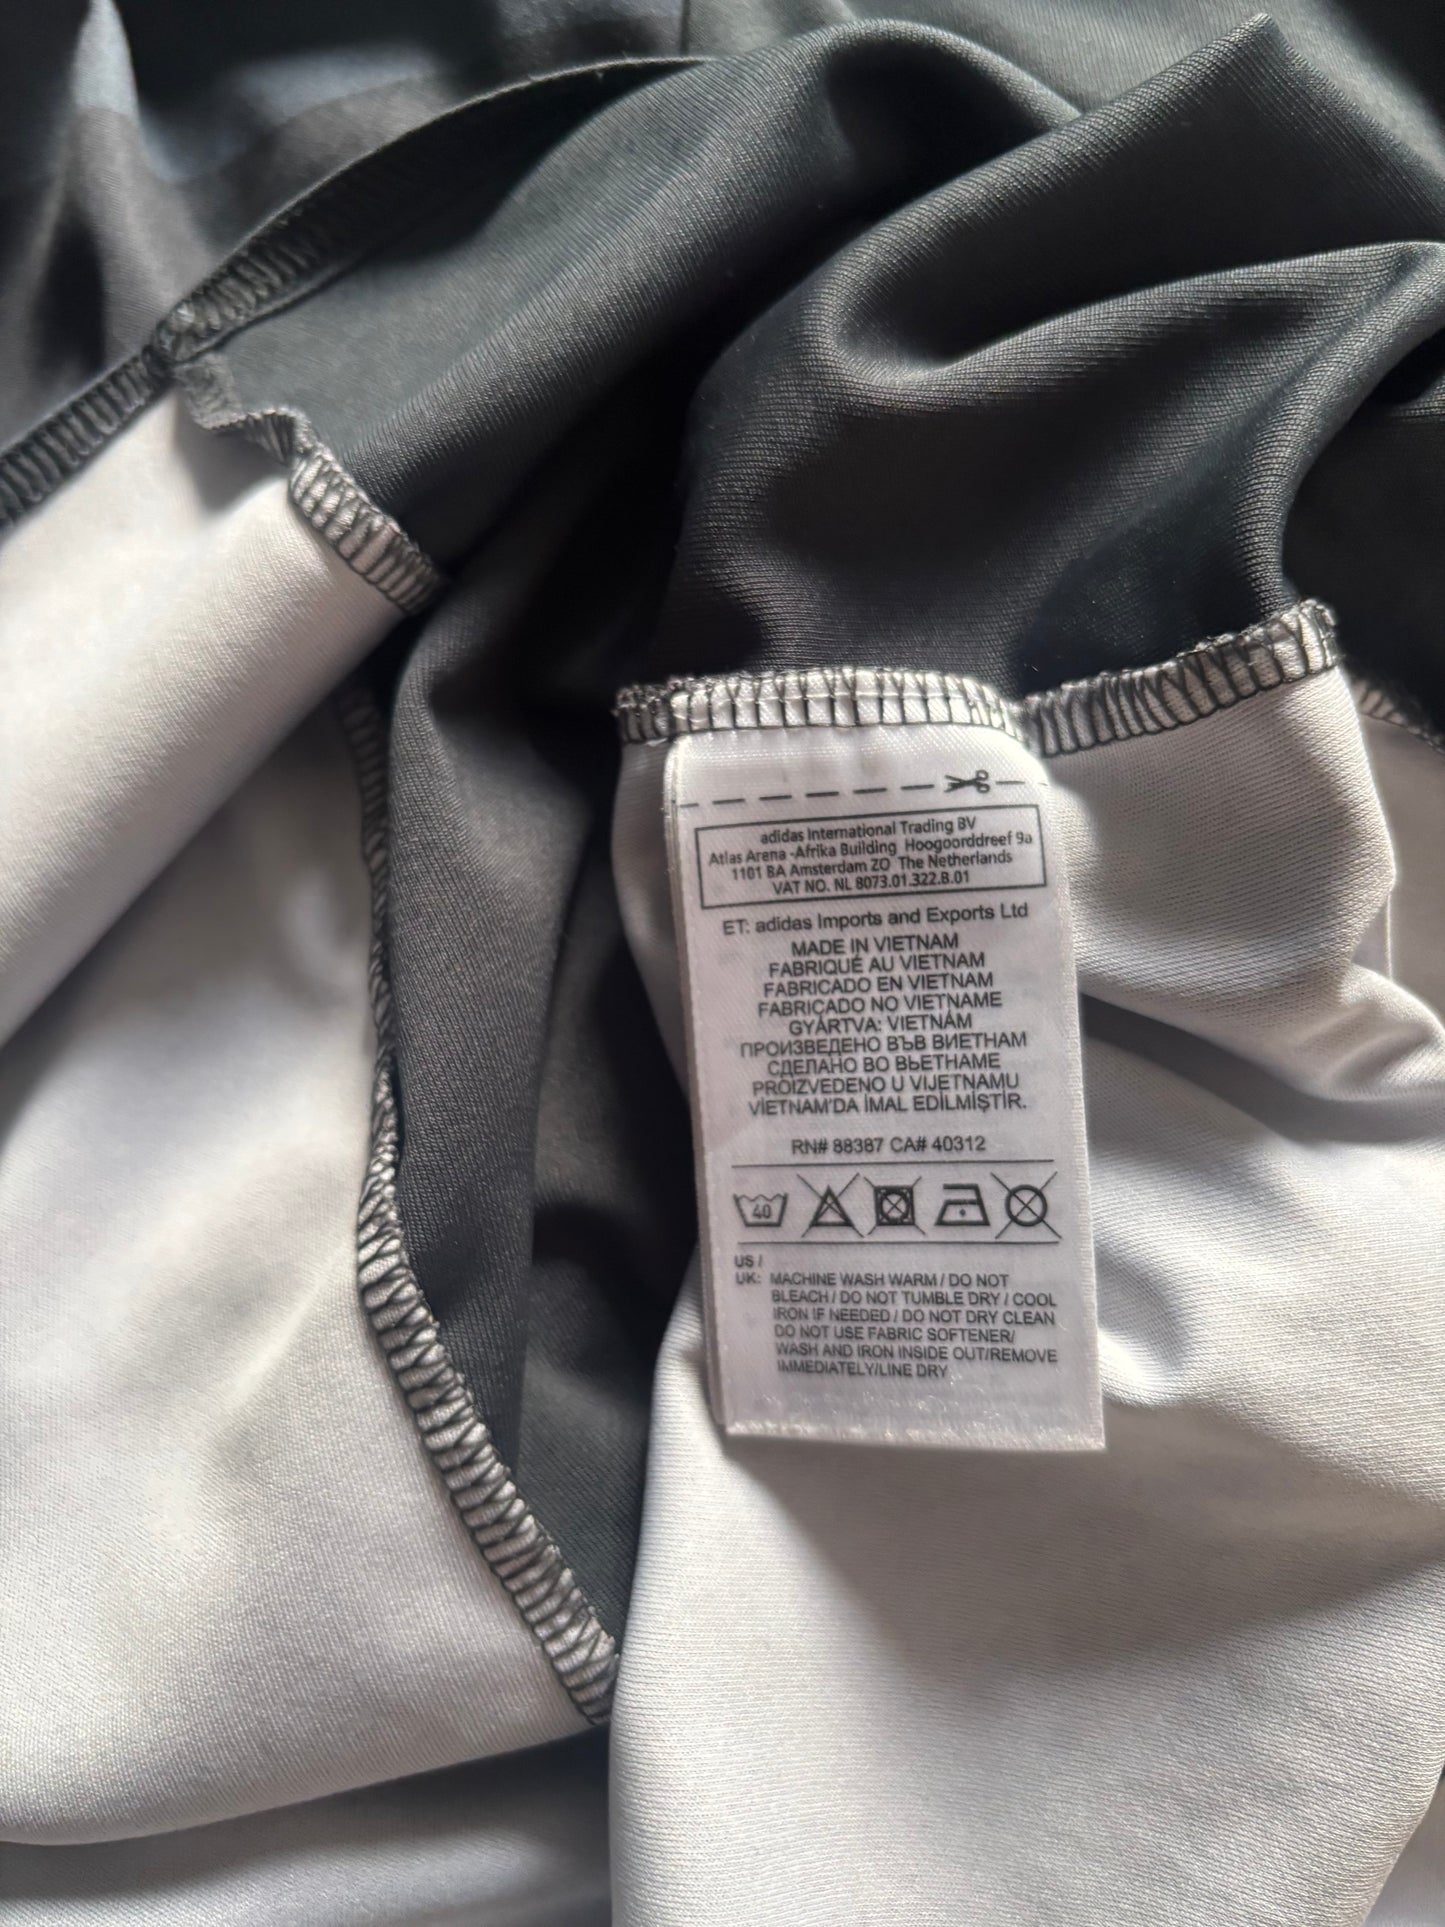 adidas International Trading BV
Atlas Arena -Afrika Building Hoogoorddreef 9a
1101 BA Amsterdam ZO The Netherlands
VAT NO. NL 8073.01.322.B.01
ET: adidas Imports and Exports Ltd
MADE IN VIETNAM
FABRIQUÉ AU VIETNAM
FABRICADO EN VIETNAM
FABRICADO NO VIETNAME
GYÁRTVA: VIETNÁM
ПРОИЗВЕДЕНО ВЪВ ВИЕТНАМ
СДЕЛАНО ВО ВЬЕТНАМЕ
PROIZVEDENO U VIJETNAMU
VİETNAM'DA İMAL EDİLMİŞTİR.
RN# 88387 CA# 40312
40
US /
UK: MACHINE WASH WARM / DO NOT
BLEACH / DO NOT TUMBLE DRY / COOL
IRON IF NEEDED / DO NOT DRY CLEAN
DO NOT USE FABRIC SOFTENER/
WASH AND IRON INSIDE OUT/REMOVE
IMMEDIATELY/LINE DRY